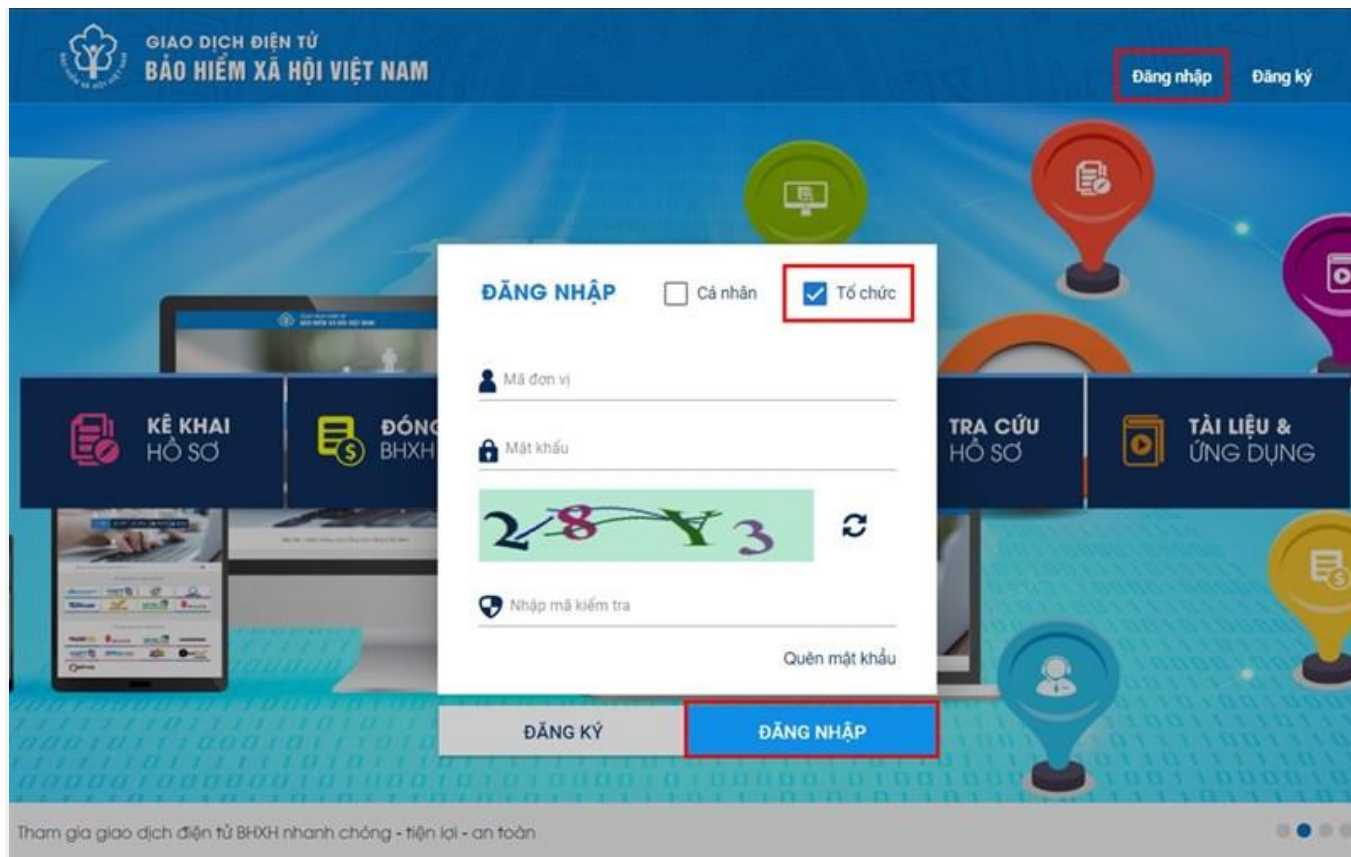 GIAO DỊCH ĐIỆN TỬ
BẢO HIỂM XÃ HỘI VIỆT NAM
Đăng nhập
Đăng ký
ĐĂNG NHẬP
Cá nhân
Tổ chức
Mã đơn vị
Mật khẩu
28Y3
Nhập mã kiểm tra
Quên mật khẩu
ĐĂNG KÝ
ĐĂNG NHẬP
KÊ KHAI
HỒ SƠ
ĐÓNG
BHXH
TRA CỨU
HỒ SƠ
TÀI LIỆU &
ỨNG DỤNG
Tham gia giao dịch điện tử BHXH nhanh chóng - tiện lợi - an toàn